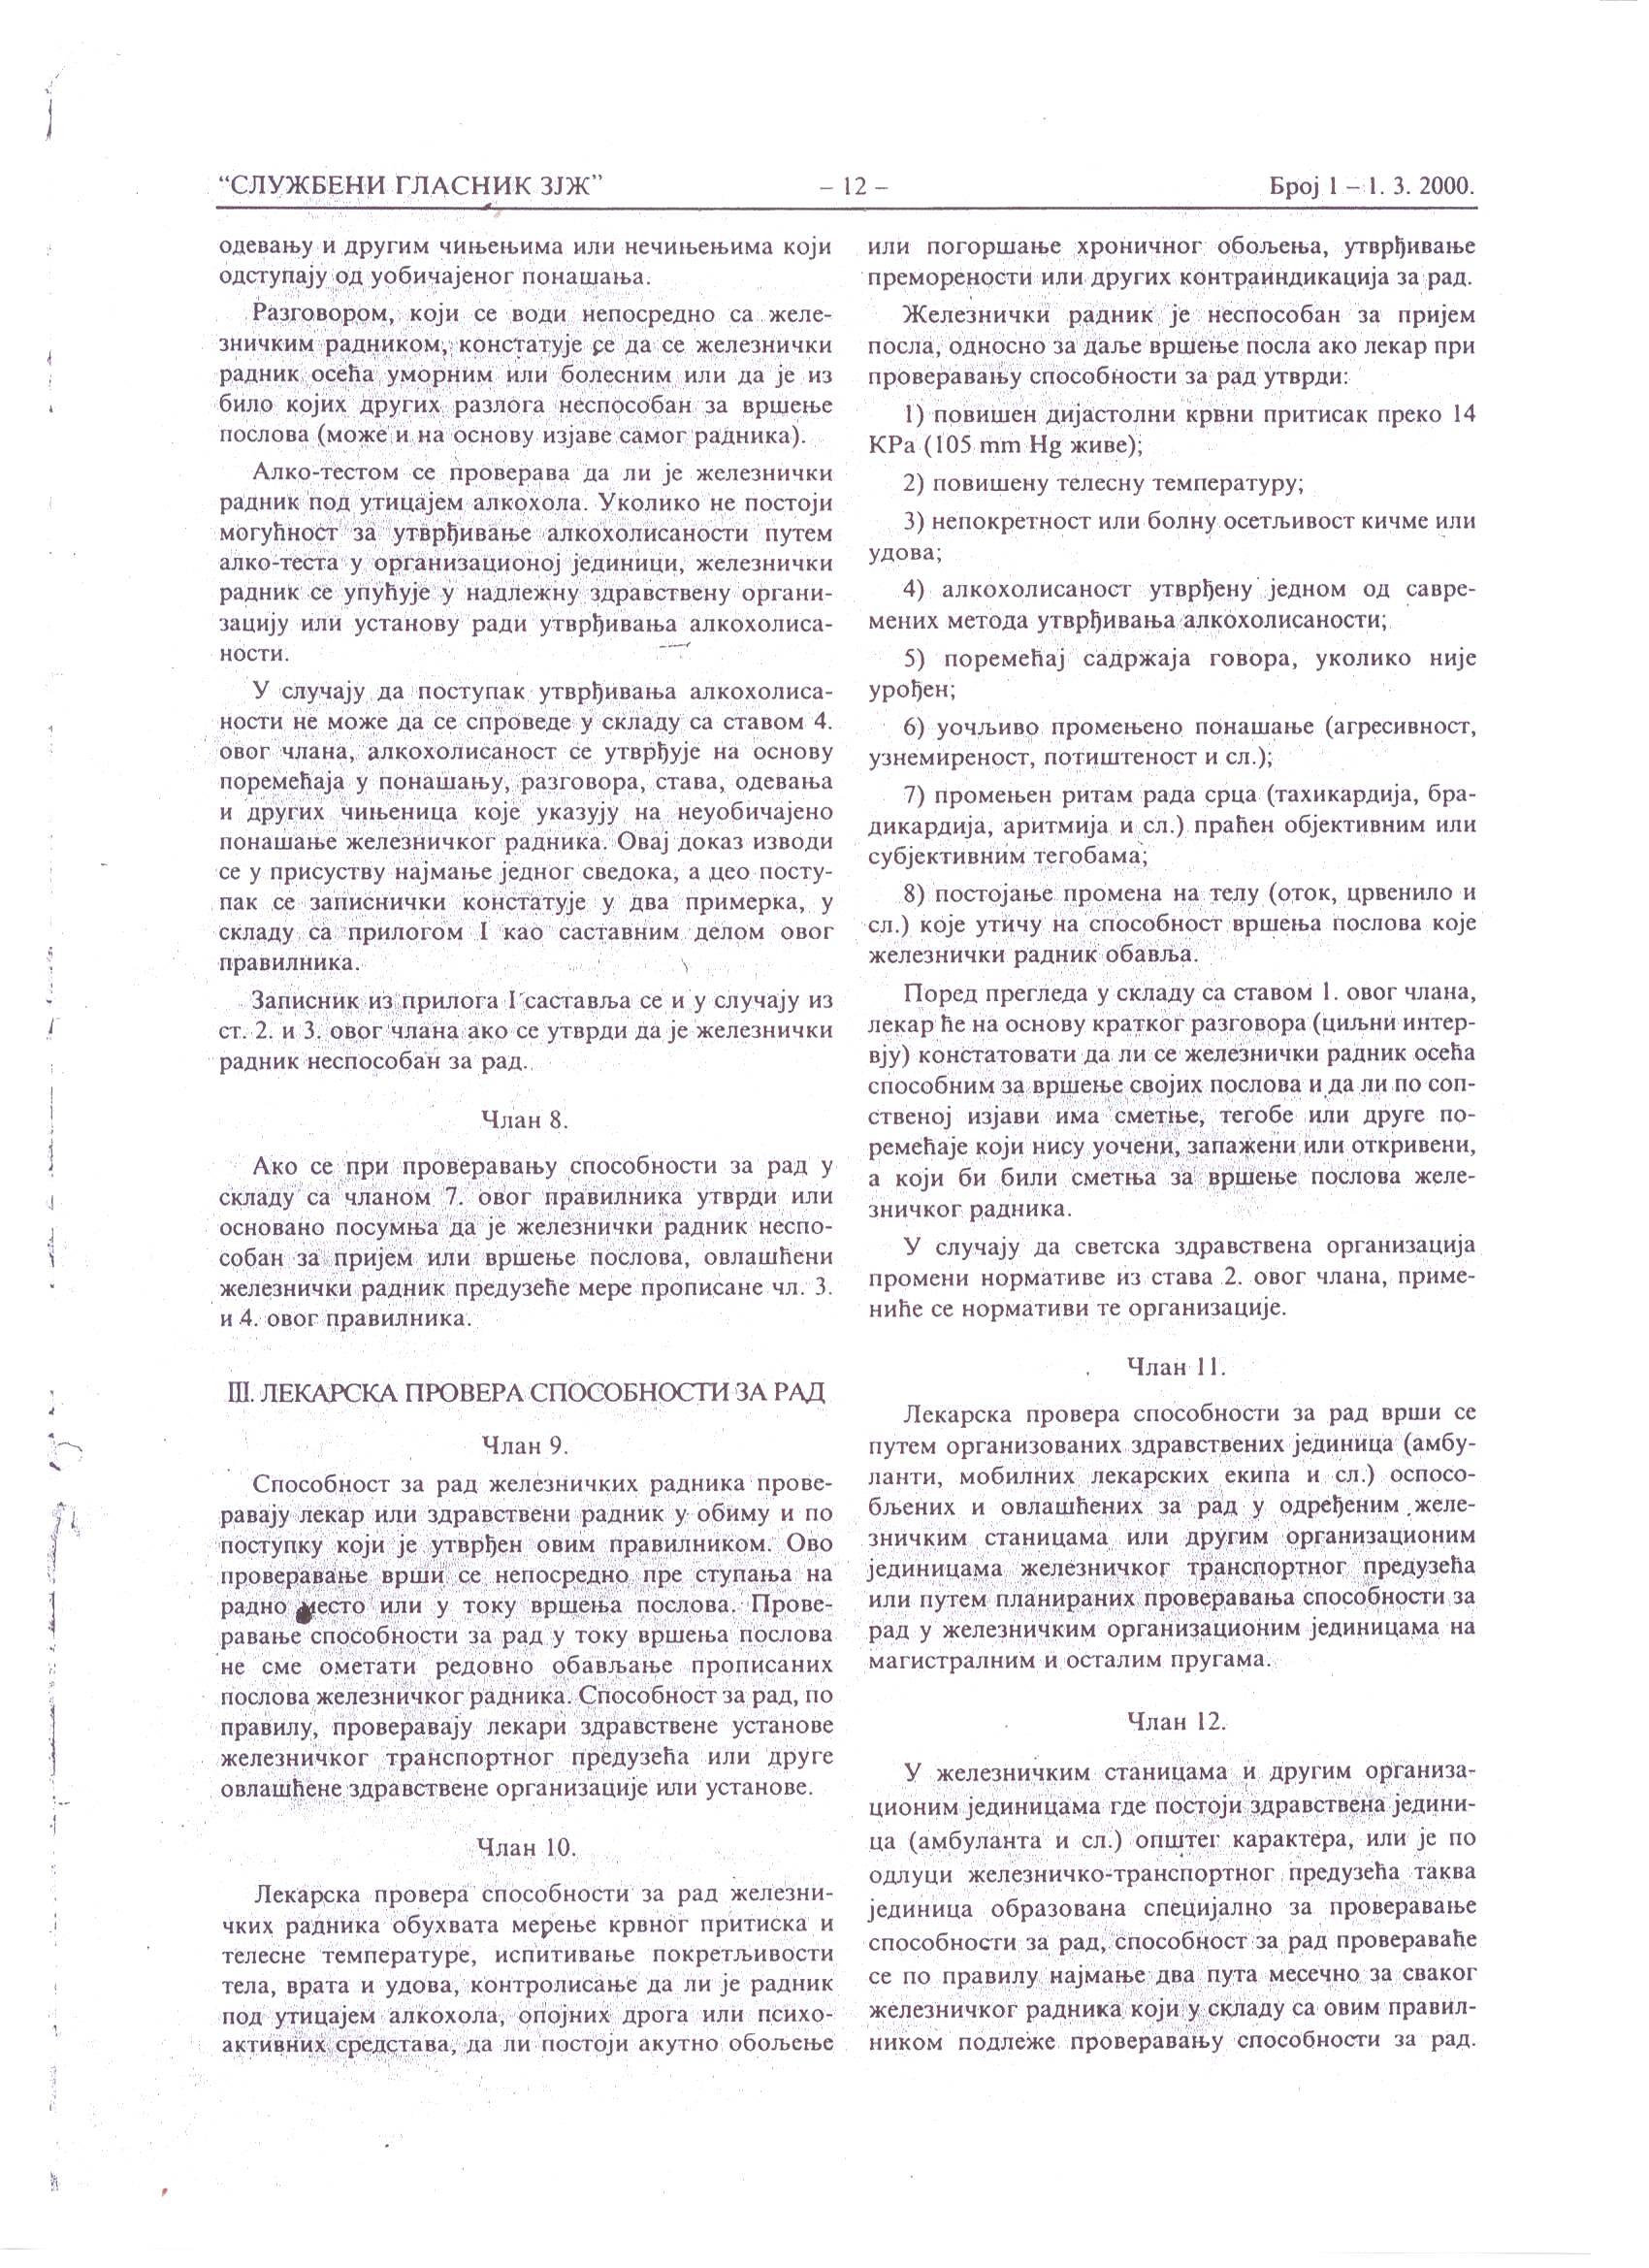 “СЛУЖБЕНИ ГЛАСНИК ЗЈЖ” – 12 – Број 1 – 1. 3. 2000.
одевању и другим чињењима или нечињењима који
одступају од уобичајеног понашања.
Разговором, који се води непосредно са желе-
зничким радником, констатује се да се железнички
радник осећа уморним или болесним или да је из
било којих других разлога неспособан за вршење
послова (може и на основу изјаве самог радника).
Алко-тестом се проверава да ли је железнички
радник под утицајем алкохола. Уколико не постоји
могућност за утврђивање алкохолисаности путем
алко-теста у организационој јединици, железнички
радник се упућује у надлежну здравствену органи-
зацију или установу ради утврђивања алкохолиса-
ности.
У случају да поступак утврђивања алкохолиса-
ности не може да се спроведе у складу са ставом 4.
овог члана, алкохолисаност се утврђује на основу
поремећаја у понашању, разговора, става, одевања
и других чињеница које указују на неуобичајено
понашање железничког радника. Овај доказ изводи
се у присуству најмање једног сведока, а цео посту-
пак се записнички констатује у два примерка, у
складу са прилогом I као саставним делом овог
правилника.
Записник из прилога I саставља се и у случају из
ст. 2. и 3. овог члана ако се утврди да је железнички
радник неспособан за рад.
Члан 8.
Ако се при проверавању способности за рад у
складу са чланом 7. овог правилника утврди или
основано посумња да је железнички радник неспо-
собан за пријем или вршење послова, овлашћени
железнички радник предузеће мере прописане чл. 3.
и 4. овог правилника.
III. ЛЕКАРСКА ПРОВЕРА СПОСОБНОСТИ ЗА РАД
Члан 9.
Способност за рад железничких радника прове-
равају лекар или здравствени радник у обиму и по
поступку који је утврђен овим правилником. Ово
проверавање врши се непосредно пре ступања на
радно место или у току вршења послова. Прове-
равање способности за рад у току вршења послова
не сме ометати редовно обављање прописаних
послова железничког радника. Способност за рад, по
правилу, проверавају лекари здравствене установе
железничког транспортног предузећа или друге
овлашћене здравствене организације или установе.
Члан 10.
Лекарска провера способности за рад железни-
чких радника обухвата мерење крвног притиска и
телесне температуре, испитивање покретљивости
тела, врата и удова, контролисање да ли је радник
под утицајем алкохола, опојних дрога или психо-
активних средстава, да ли постоји акутно обољење
или погоршање хроничног обољења, утврђивање
преморености или других контраиндикација за рад.
Железнички радник је неспособан за пријем
посла, односно за даље вршење посла ако лекар при
проверавању способности за рад утврди:
1) повишен дијастолни крвни притисак преко 14
KPa (105 mm Hg живе);
2) повишену телесну температуру;
3) непокретност или болну осетљивост кичме или
удова;
4) алкохолисаност утврђену једном од савре-
мених метода утврђивања алкохолисаности;
5) поремећај садржаја говора, уколико није
урођен;
6) уочљиво промењено понашање (агресивност,
узнемиреност, потиштеност и сл.);
7) промењен ритам рада срца (тахикардија, бра-
дикардија, аритмија и сл.) праћен објективним или
субјективним тегобама;
8) постојање промена на телу (оток, црвенило и
сл.) које утичу на способност вршења послова које
железнички радник обавља.
Поред прегледа у складу са ставом 1. овог члана,
лекар ће на основу кратког разговора (циљни интер-
вју) констатовати да ли се железнички радник осећа
способним за вршење својих послова и да ли по соп-
ственој изјави има сметње, тегобе или друге по-
ремећаје који нису уочени, запажени или откривени,
а који би били сметња за вршење послова желе-
зничког радника.
У случају да светска здравствена организација
промени нормативе из става 2. овог члана, приме-
ниће се нормативи те организације.
Члан 11.
Лекарска провера способности за рад врши се
путем организованих здравствених јединица (амбу-
ланти, мобилних лекарских екипа и сл.) оспосо-
бљених и овлашћених за рад у одређеним желе-
зничким станицама или другим организационим
јединицама железничког транспортног предузећа
или путем планираних проверавања способности за
рад у железничким организационим јединицама на
магистралним и осталим пругама.
Члан 12.
У железничким станицама и другим организа-
ционим јединицама где постоји здравствена једини-
ца (амбуланта и сл.) општег карактера, или је по
одлуци железничко-транспортног предузећа таква
јединица образована специјално за проверавање
способности за рад, способност за рад провераваће
се по правилу најмање два пута месечно за сваког
железничког радника који у складу са овим правил-
ником подлеже проверавању способности за рад.